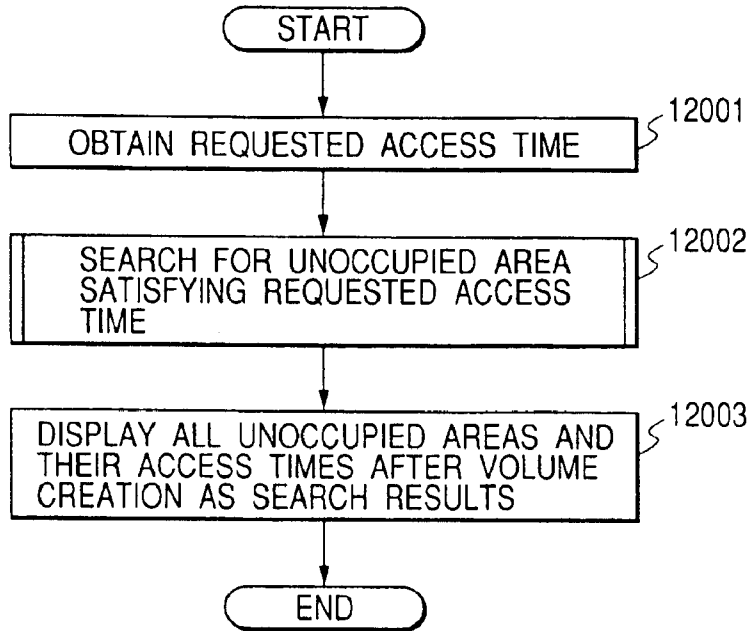 START
12001
OBTAIN REQUESTED ACCESS TIME
12002
SEARCH FOR UNOCCUPIED AREA
SATISFYING REQUESTED ACCESS
TIME
12003
DISPLAY ALL UNOCCUPIED AREAS AND
THEIR ACCESS TIMES AFTER VOLUME
CREATION AS SEARCH RESULTS
END